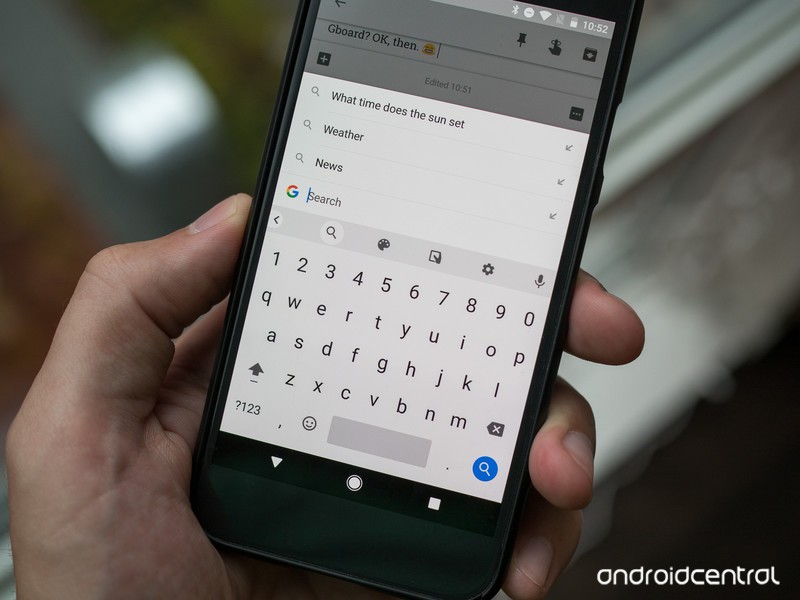 10:52
Gboard? OK, then. 😊
Edited 10:51
What time does the sun set
Weather
News
Search
1 2 3 4 5 6 7 8 9 0
q w e r t y u i o p
a s d f g h j k l
z x c v b n m
?123 , .
androidcentral